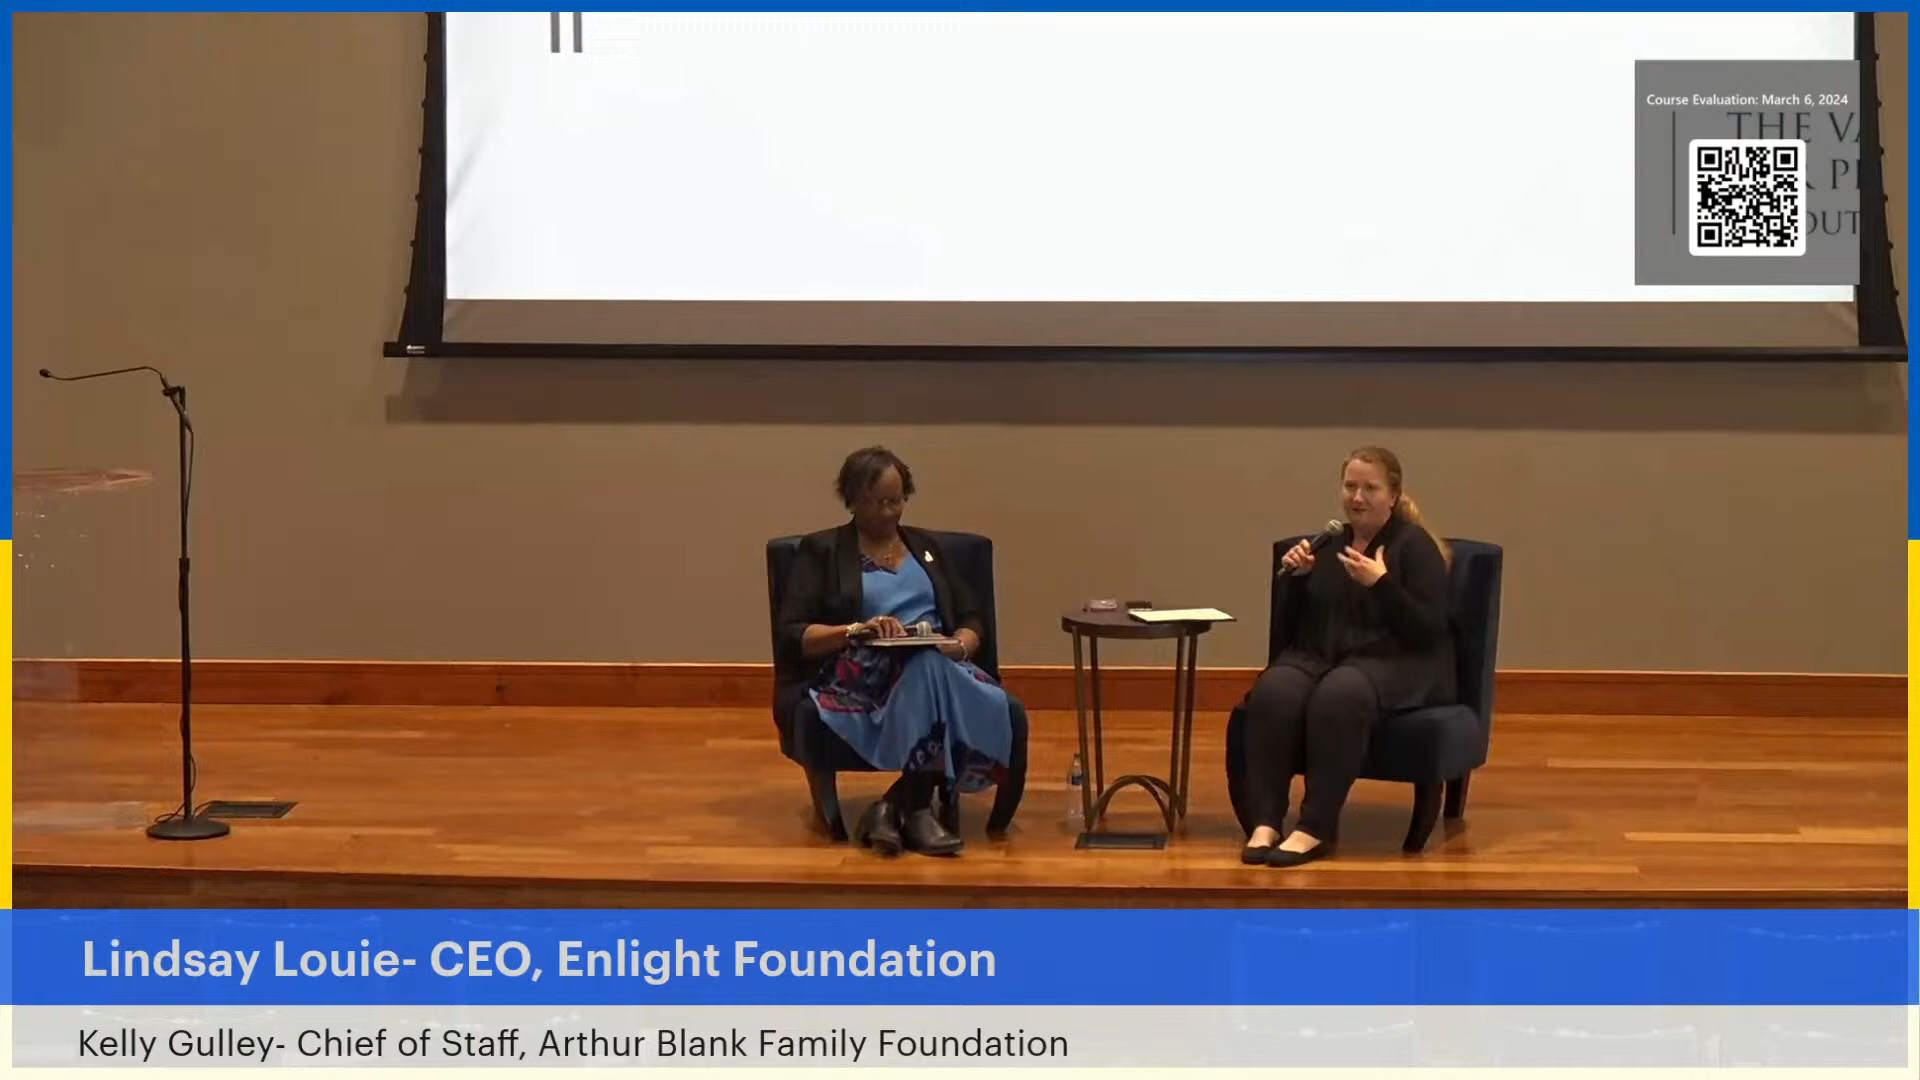 Course Evaluation: March 6, 2024
THE
Lindsay Louie- CEO, Enlight Foundation
Kelly Gulley- Chief of Staff, Arthur Blank Family Foundation